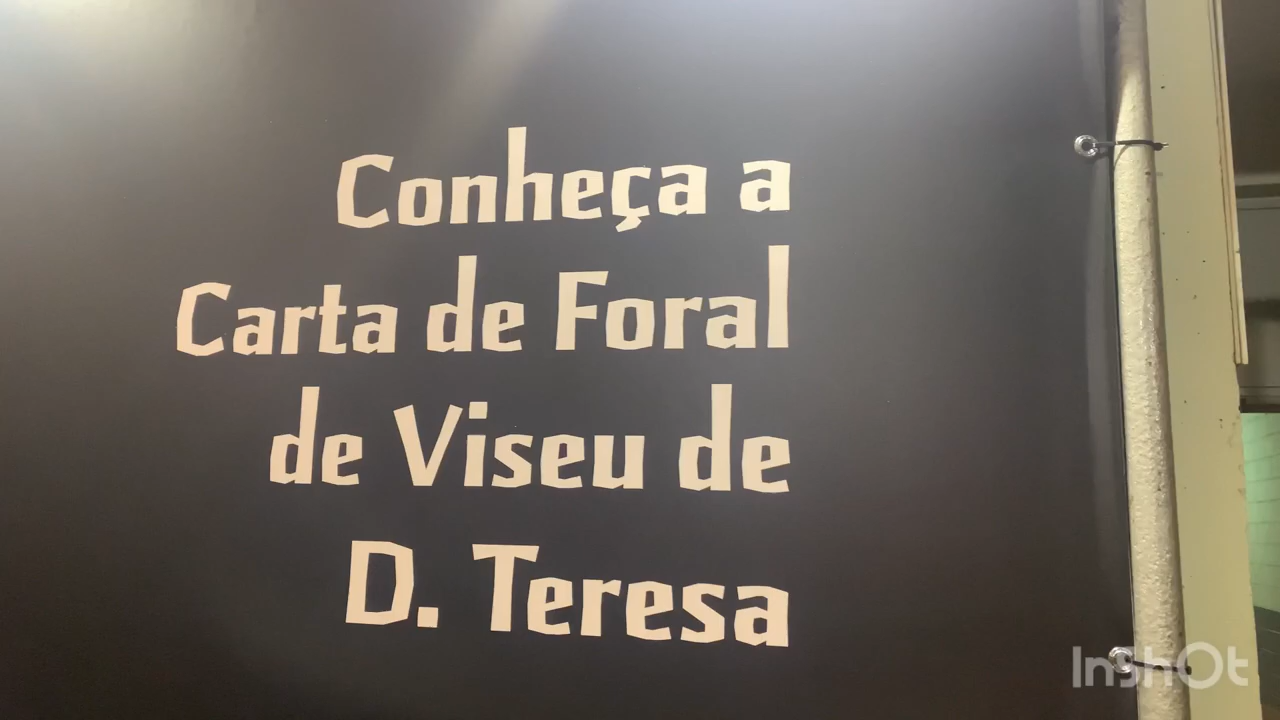 Conheça a
Carta de Foral
de Viseu de
D. Teresa
InShOt